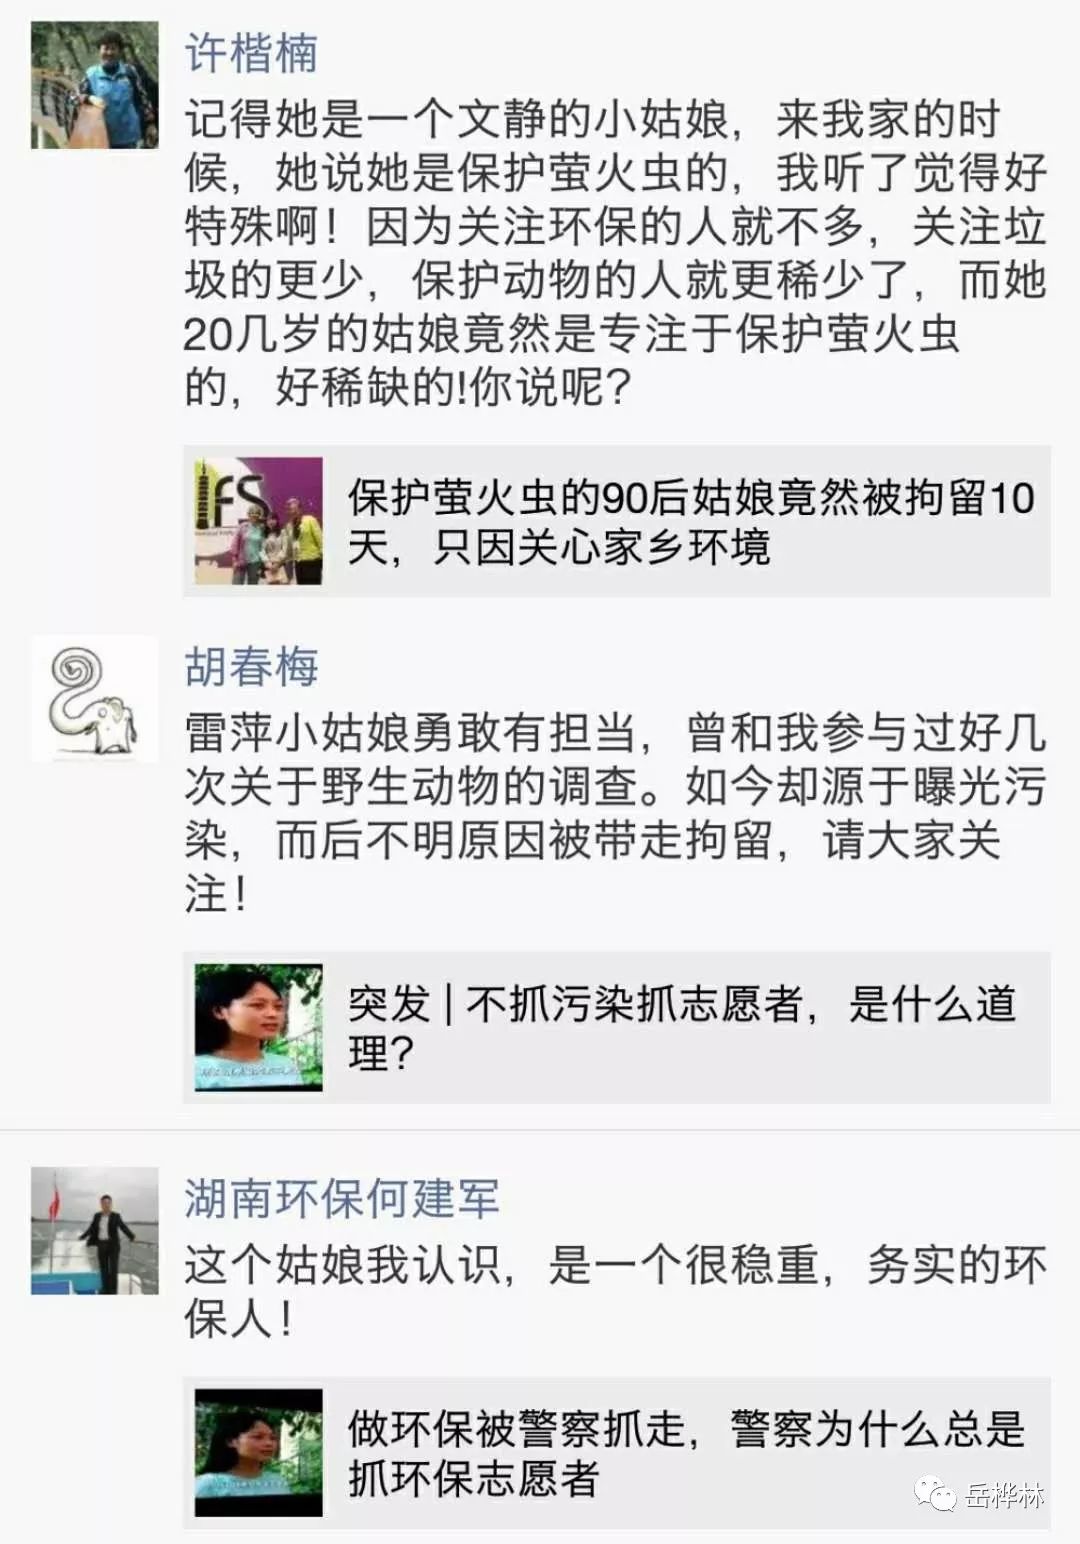 许楷楠
记得她是一个文静的小姑娘，来我家的时
候，她说她是保护萤火虫的，我听了觉得好
特殊啊！因为关注环保的人就不多，关注垃
圾的更少，保护动物的人就更稀少了，而她
20几岁的姑娘竟然是专注于保护萤火虫
的，好稀缺的!你说呢?
fs
保护萤火虫的90后姑娘竟然被拘留10
天，只因关心家乡环境
胡春梅
雷萍小姑娘勇敢有担当，曾和我参与过好几
次关于野生动物的调查。如今却源于曝光污
染，而后不明原因被带走拘留，请大家关
注！
突发 | 不抓污染抓志愿者，是什么道
理?
湖南环保何建军
这个姑娘我认识，是一个很稳重，务实的环
保人！
做环保被警察抓走，警察为什么总是
抓环保志愿者
岳桦林